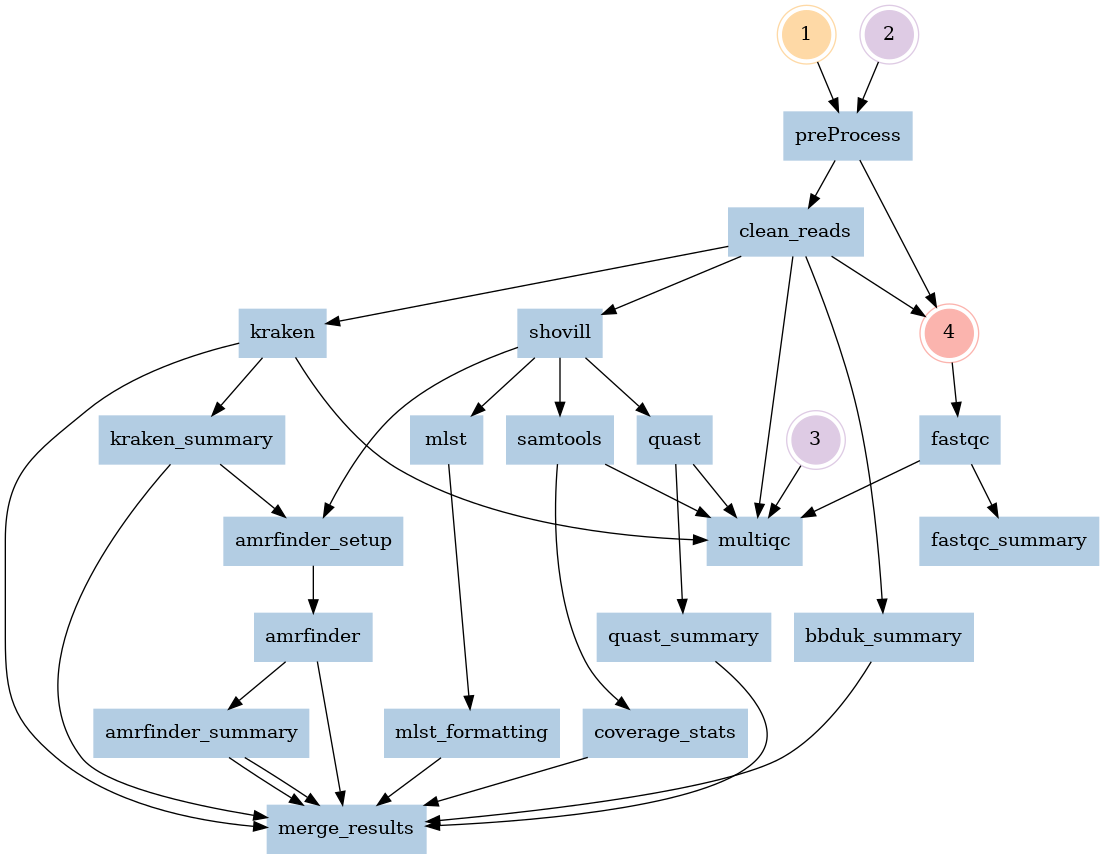 1
2
preProcess
clean_reads
kraken
shovill
4
kraken_summary
mlst
samtools
quast
3
fastqc
amrfinder_setup
multiqc
fastqc_summary
amrfinder
quast_summary
bbduk_summary
amrfinder_summary
mlst_formatting
coverage_stats
merge_results